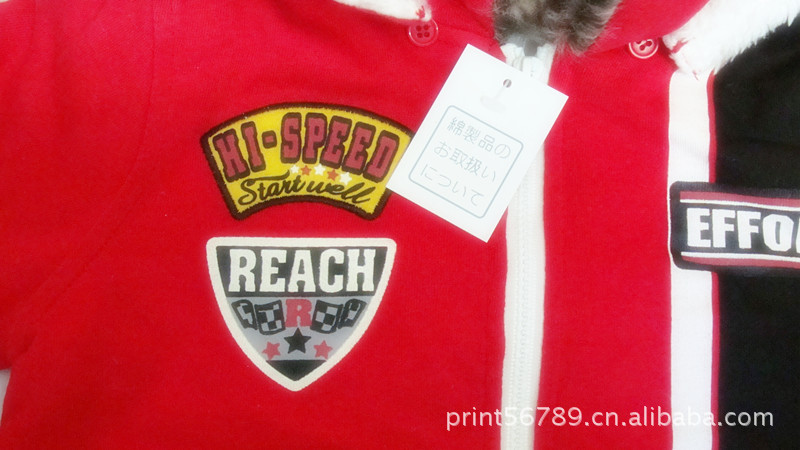 HI-SPEED
Start well
綿製品の
お取扱い
について
REACH
R
EFFO
print56789.cn.alibaba.com